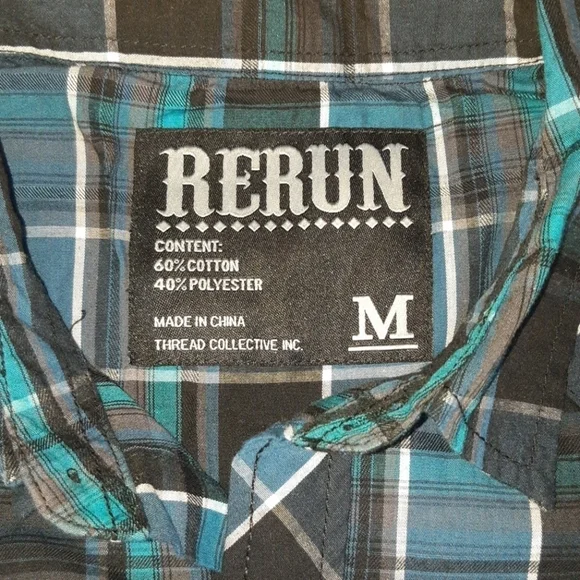 RERUN
CONTENT:
60% COTTON
40% POLYESTER
MADE IN CHINA
THREAD COLLECTIVE INC.
M